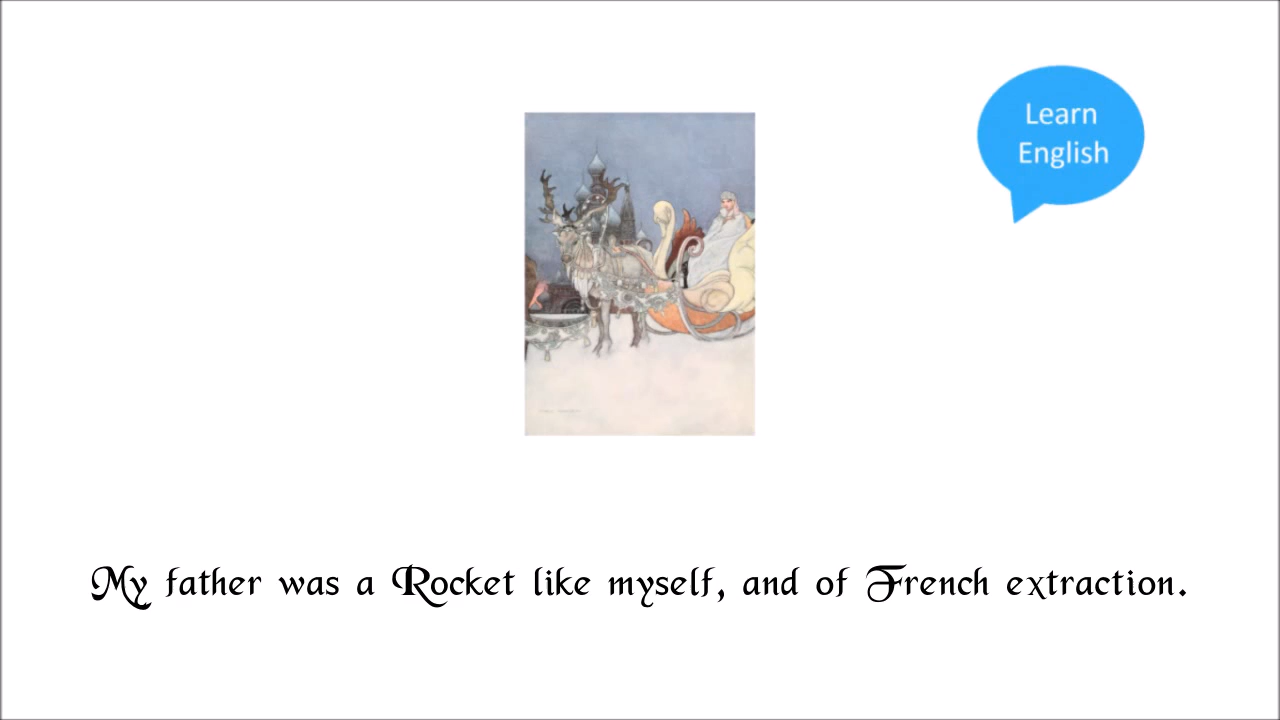 Learn
English
My father was a Rocket like myself, and of French extraction.